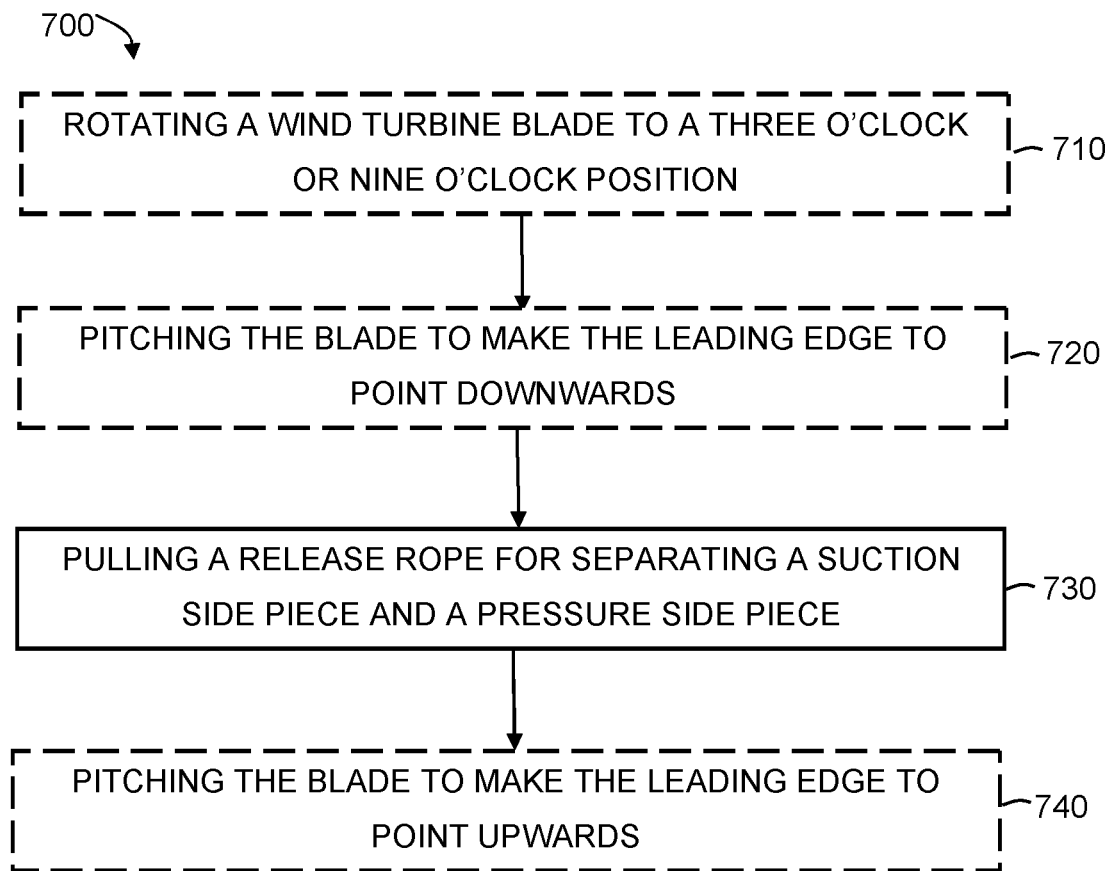 700
ROTATING A WIND TURBINE BLADE TO A THREE O'CLOCK
OR NINE O'CLOCK POSITION
710
PITCHING THE BLADE TO MAKE THE LEADING EDGE TO
POINT DOWNWARDS
720
PULLING A RELEASE ROPE FOR SEPARATING A SUCTION
SIDE PIECE AND A PRESSURE SIDE PIECE
730
PITCHING THE BLADE TO MAKE THE LEADING EDGE TO
POINT UPWARDS
740